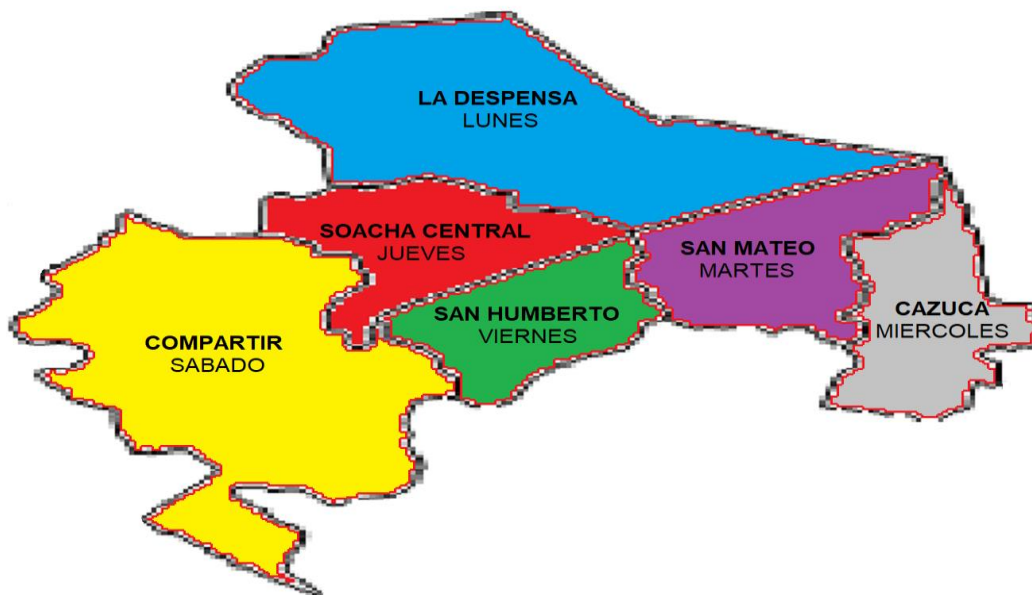 LA DESPENSA
LUNES
SOACHA CENTRAL
JUEVES
SAN MATEO
MARTES
CAZUCA
MIERCOLES
SAN HUMBERTO
VIERNES
COMPARTIR
SABADO